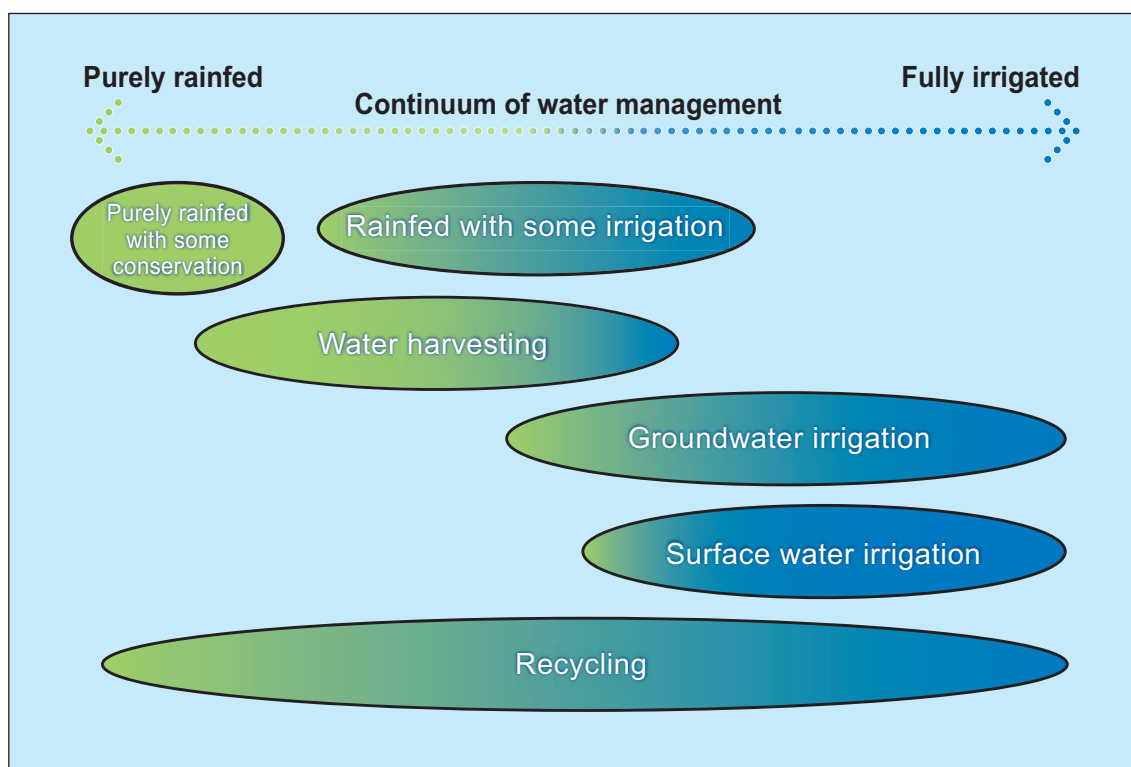 Purely rainfed
Fully irrigated
Continuum of water management
Purely rainfed
with some
conservation
Rainfed with some irrigation
Water harvesting
Groundwater irrigation
Surface water irrigation
Recycling